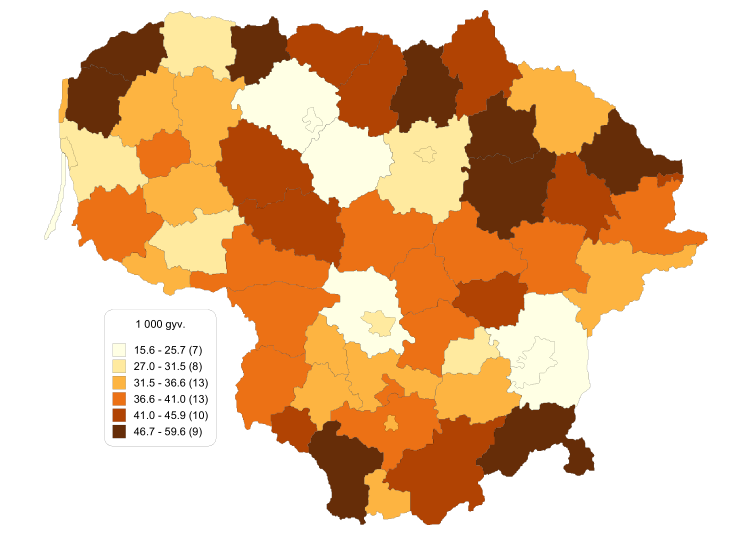 1 000 gyv.
15.6 - 25.7 (7)
27.0 - 31.5 (8)
31.5 - 36.6 (13)
36.6 - 41.0 (13)
41.0 - 45.9 (10)
46.7 - 59.6 (9)